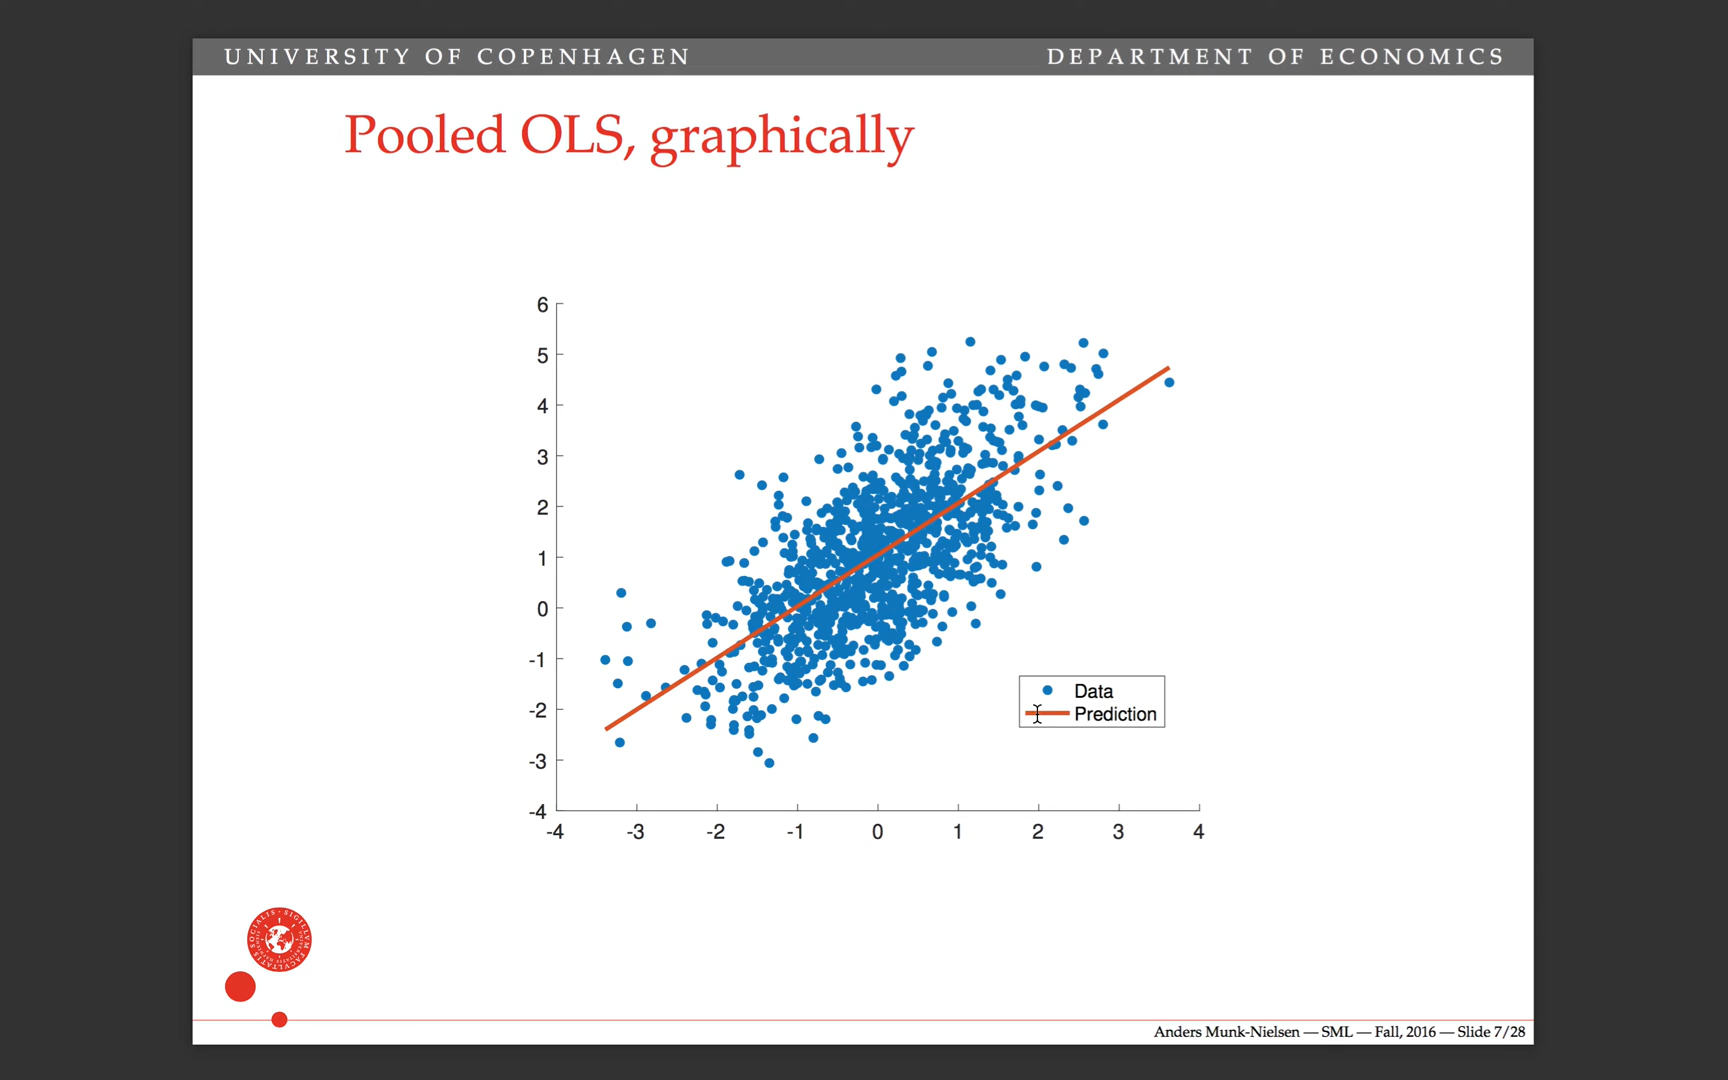 UNIVERSITY OF COPENHAGEN
DEPARTMENT OF ECONOMICS
Pooled OLS, graphically
6
5
4
3
2
1
0
-1
-2
-3
-4
-4 -3 -2 -1 0 1 2 3 4
Data
Prediction
Anders Munk-Nielsen — SML — Fall, 2016 — Slide 7/28